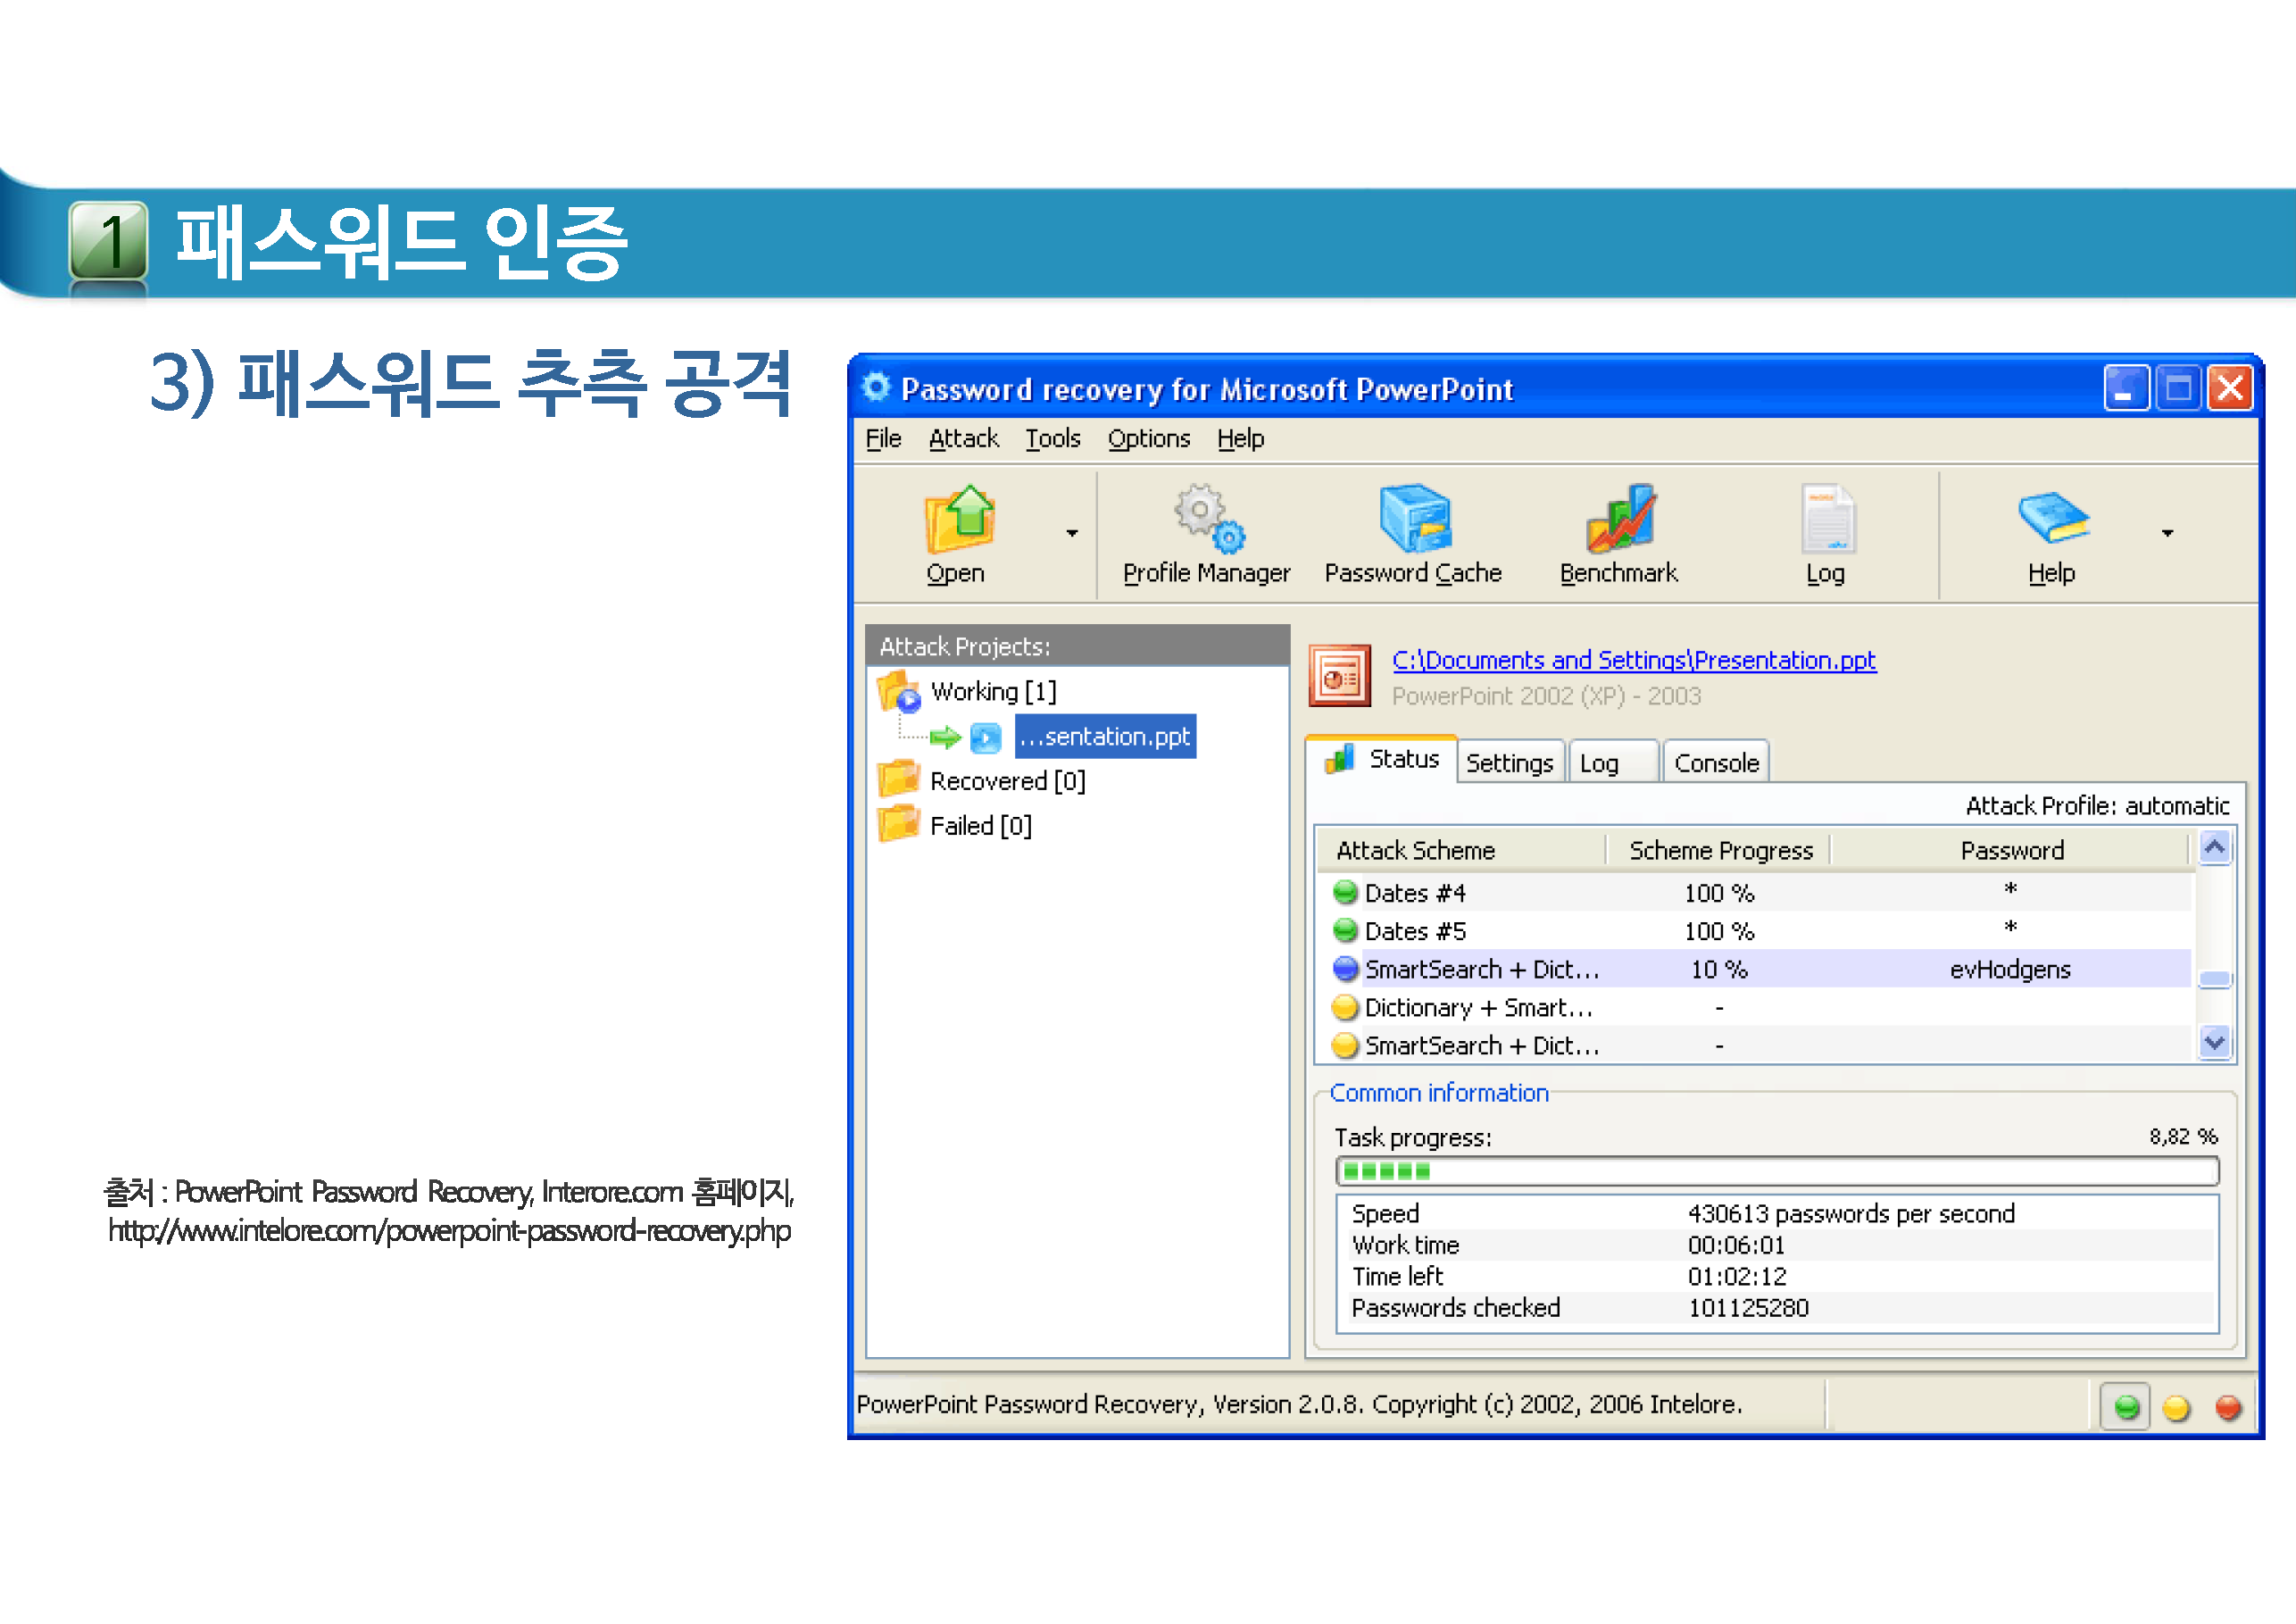 1 패스워드 인증
3) 패스워드 추측 공격
출처 : PowerPoint Password Recovery, Interore.com 홈페이지,
http://www.intelore.com/powerpoint-password-recovery.php
Password recovery for Microsoft PowerPoint
File Attack Tools Options Help
Open Profile Manager Password Cache Benchmark Log Help
Attack Projects:
Working [1]
...sentation.ppt
Recovered [0]
Failed [0]
C:\Documents and Settings\Presentation.ppt
PowerPoint 2002 (XP) - 2003
Status Settings Log Console
Attack Profile: automatic
Attack Scheme Scheme Progress Password
Dates #4 100 % *
Dates #5 100 % *
SmartSearch + Dict... 10 % evHodgens
Dictionary + Smart... -
SmartSearch + Dict... -
Common information
Task progress: 8,82 %
Speed 430613 passwords per second
Work time 00:06:01
Time left 01:02:12
Passwords checked 101125280
PowerPoint Password Recovery, Version 2.0.8. Copyright (c) 2002, 2006 Intelore.